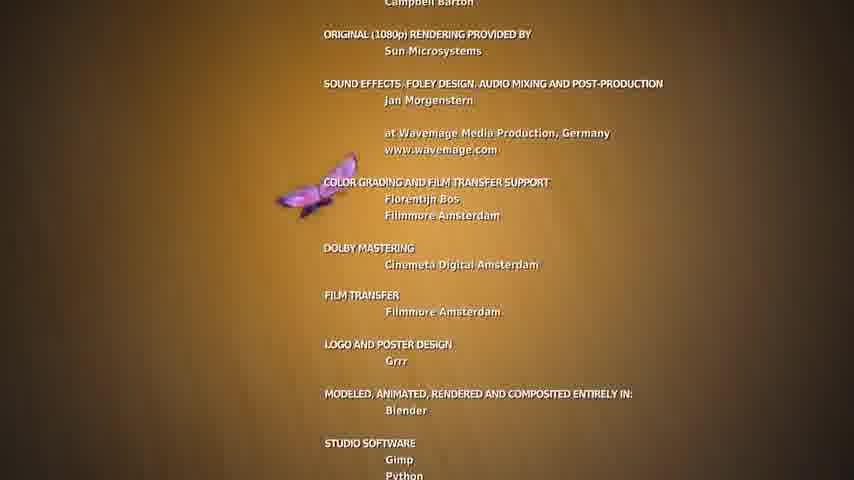 Campbell Barton
ORIGINAL (1080p) RENDERING PROVIDED BY
Sun Microsystems
SOUND EFFECTS, FOLEY DESIGN, AUDIO MIXING AND POST-PRODUCTION
Jan Morgenstern
at Wavemage Media Production, Germany
www.wavemage.com
COLOR GRADING AND FILM TRANSFER SUPPORT
Florentijn Bos
Filmmore Amsterdam
DOLBY MASTERING
Cinemeta Digital Amsterdam
FILM TRANSFER
Filmmore Amsterdam
LOGO AND POSTER DESIGN
Grrr
MODELED, ANIMATED, RENDERED AND COMPOSITED ENTIRELY IN:
Blender
STUDIO SOFTWARE
Gimp
Python